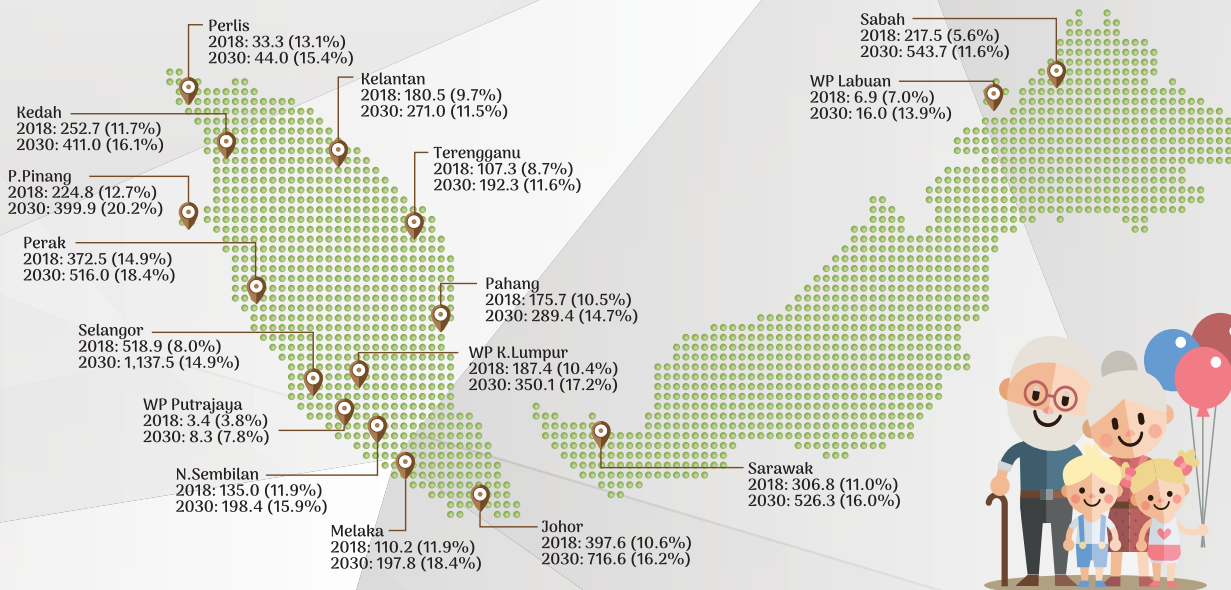 Perlis
2018: 33.3 (13.1%)
2030: 44.0 (15.4%)
Kelantan
2018: 180.5 (9.7%)
2030: 271.0 (11.5%)
Kedah
2018: 252.7 (11.7%)
2030: 411.0 (16.1%)
Terengganu
2018: 107.3 (8.7%)
2030: 192.3 (11.6%)
P.Pinang
2018: 224.8 (12.7%)
2030: 399.9 (20.2%)
Perak
2018: 372.5 (14.9%)
2030: 516.0 (18.4%)
Pahang
2018: 175.7 (10.5%)
2030: 289.4 (14.7%)
Selangor
2018: 518.9 (8.0%)
2030: 1,137.5 (14.9%)
WP K.Lumpur
2018: 187.4 (10.4%)
2030: 350.1 (17.2%)
WP Putrajaya
2018: 3.4 (3.8%)
2030: 8.3 (7.8%)
N.Sembilan
2018: 135.0 (11.9%)
2030: 198.4 (15.9%)
Melaka
2018: 110.2 (11.9%)
2030: 197.8 (18.4%)
Johor
2018: 397.6 (10.6%)
2030: 716.6 (16.2%)
Sabah
2018: 217.5 (5.6%)
2030: 543.7 (11.6%)
WP Labuan
2018: 6.9 (7.0%)
2030: 16.0 (13.9%)
Sarawak
2018: 306.8 (11.0%)
2030: 526.3 (16.0%)